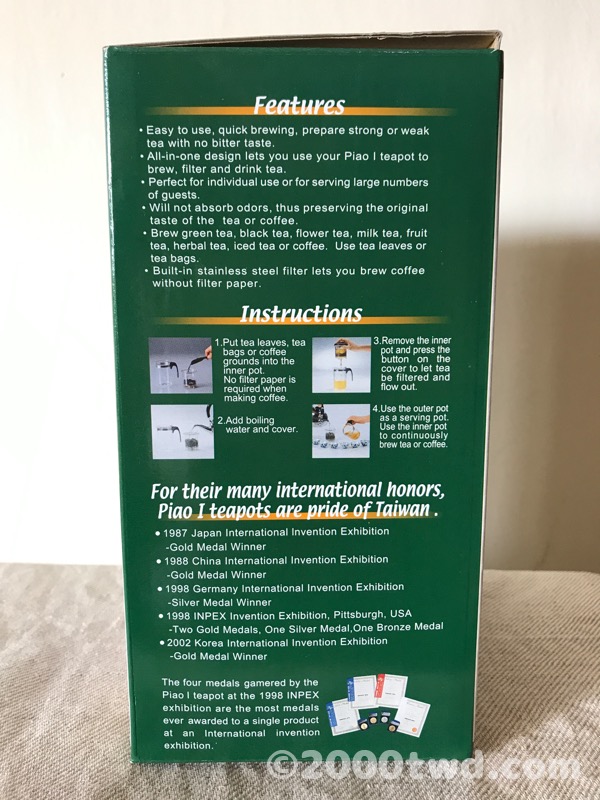 Features
• Easy to use, quick brewing, prepare strong or weak
tea with no bitter taste.
• All-in-one design lets you use your Piao I teapot to
brew, filter and drink tea.
• Perfect for individual use or for serving large numbers
of guests.
• Will not absorb odors, thus preserving the original
taste of the tea or coffee.
• Brew green tea, black tea, flower tea, milk tea, fruit
tea, herbal tea, iced tea or coffee. Use tea leaves or
tea bags.
• Built-in stainless steel filter lets you brew coffee
without filter paper.
Instructions
1.Put tea leaves, tea
bags or coffee
grounds into the
inner pot.
No filter paper is
required when
making coffee.
2.Add boiling
water and cover.
3.Remove the inner
pot and press the
button on the
cover to let tea
be filtered and
flow out.
4.Use the outer pot
as a serving pot.
Use the inner pot
to continuously
brew tea or coffee.
For their many international honors,
Piao I teapots are pride of Taiwan .
• 1987 Japan International Invention Exhibition
-Gold Medal Winner
• 1988 China International Invention Exhibition
-Gold Medal Winner
• 1998 Germany International Invention Exhibition
-Silver Medal Winner
• 1998 INPEX Invention Exhibition, Pittsburgh, USA
-Two Gold Medals, One Silver Medal,One Bronze Medal
• 2002 Korea International Invention Exhibition
-Gold Medal Winner
The four medals gamered by the
Piao I teapot at the 1998 INPEX
exhibition are the most medals
ever awarded to a single product
at an International invention
exhibition.
©2000twd.com